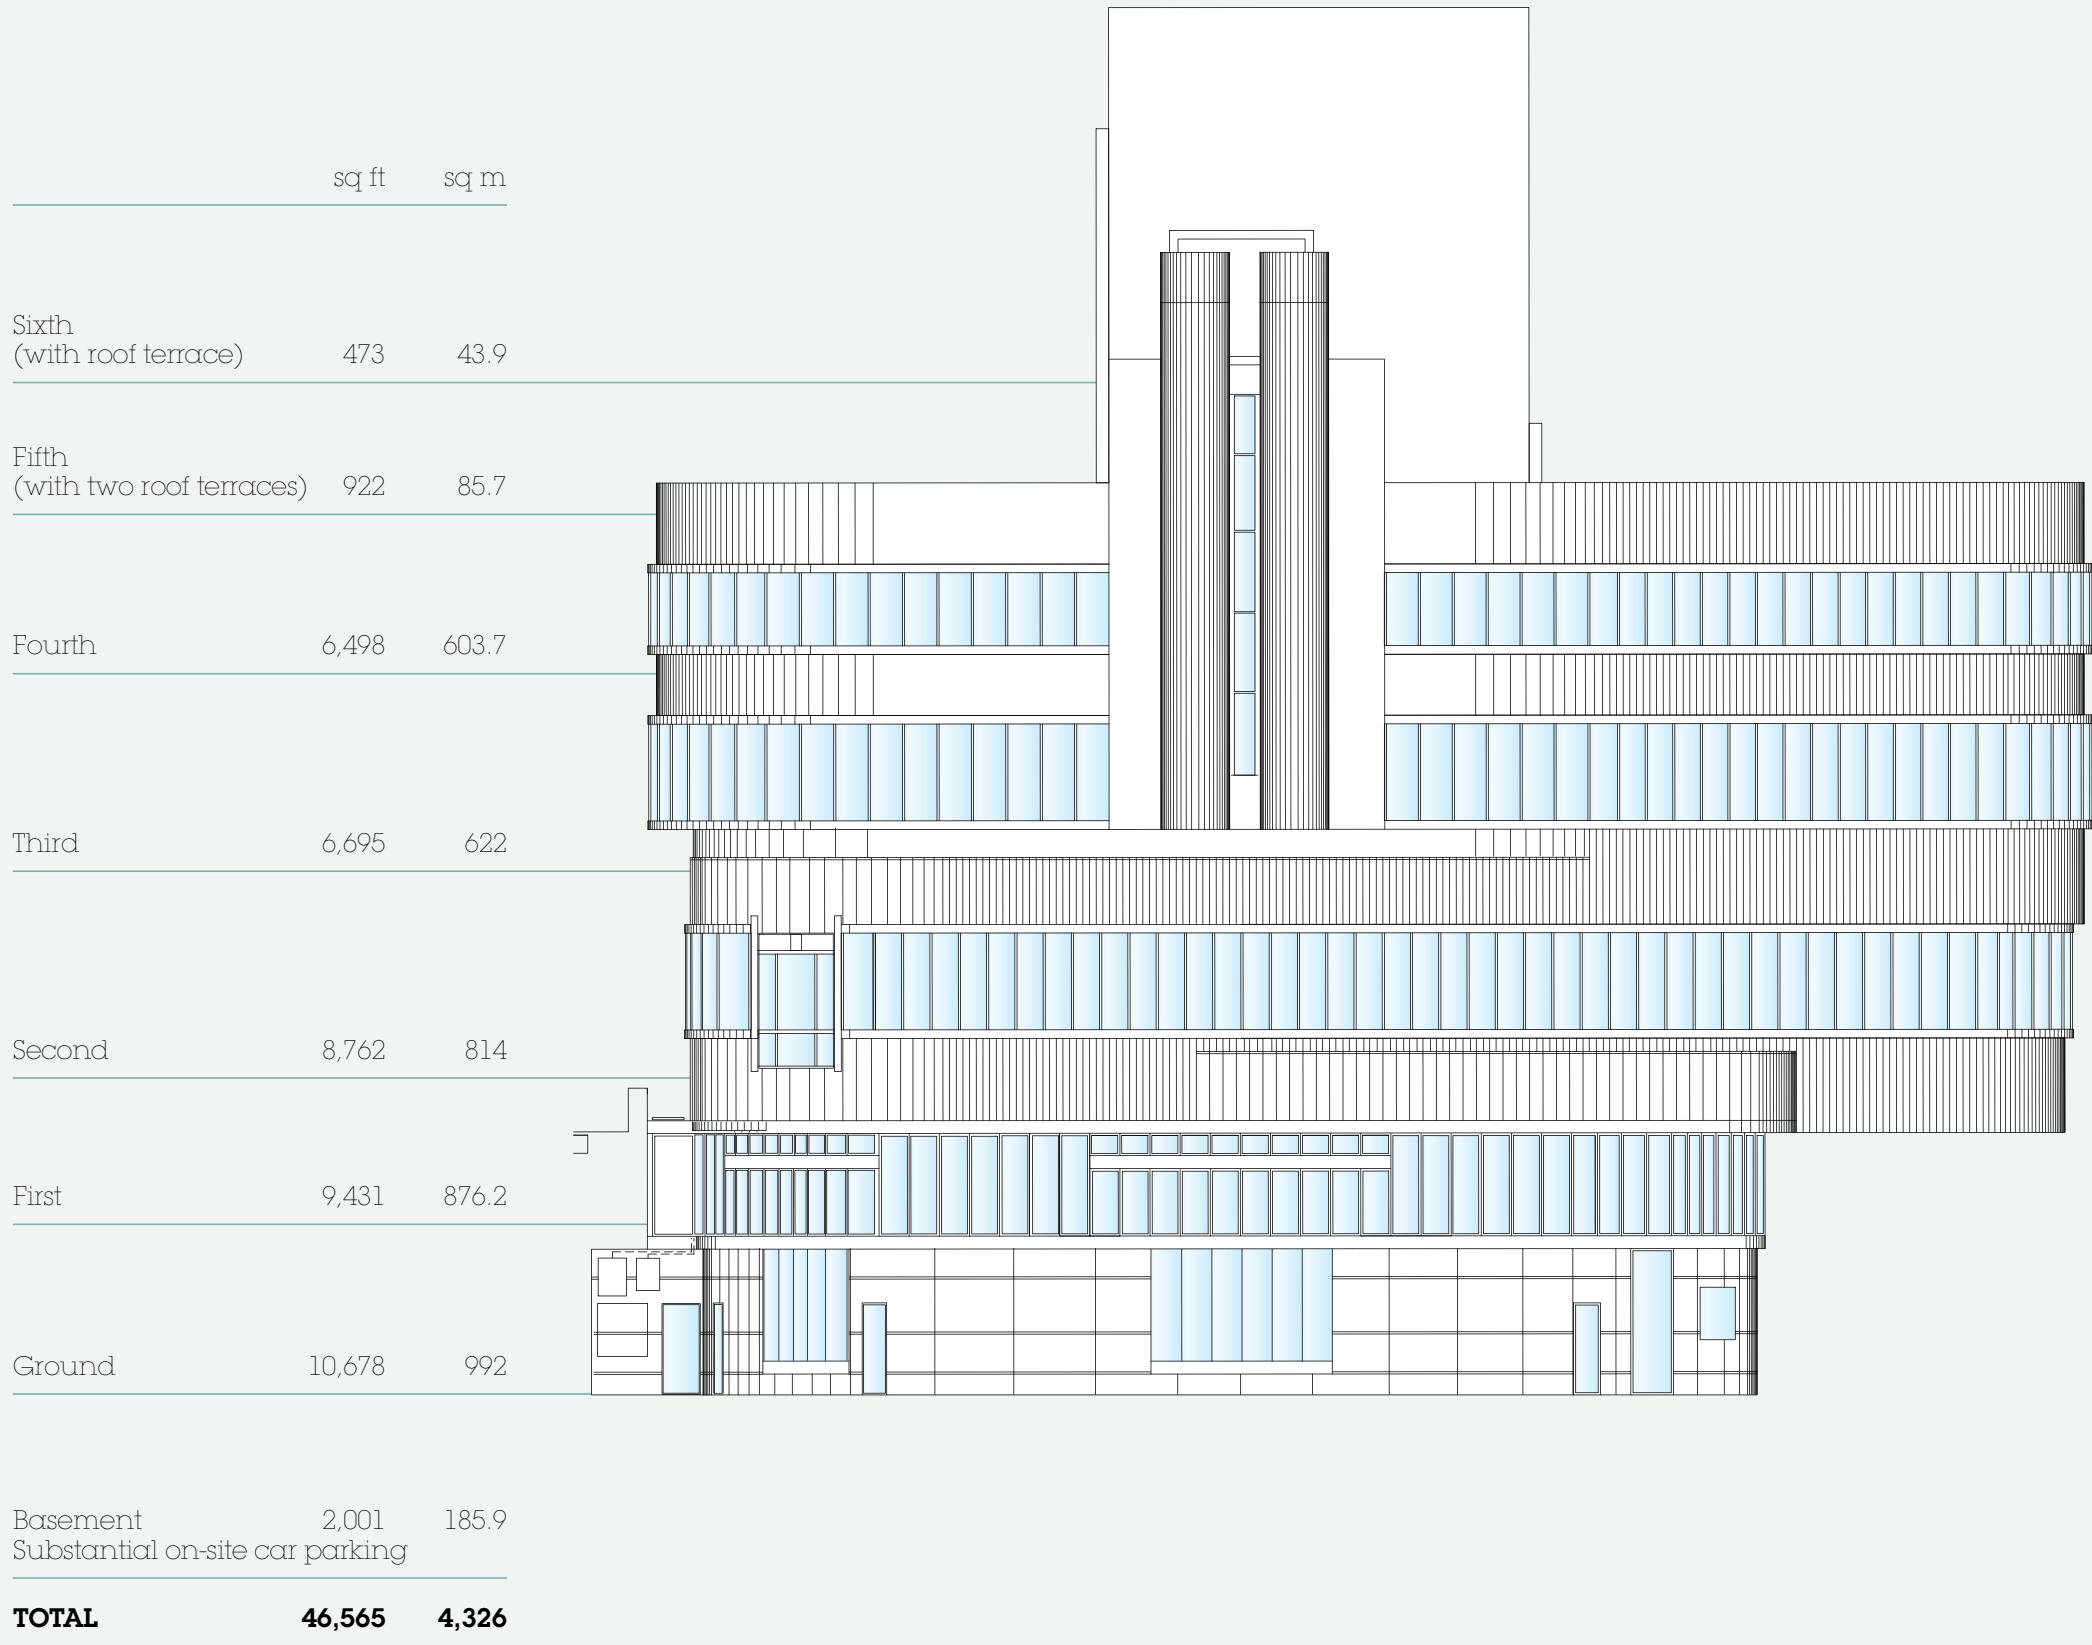 sq ft sq m
Sixth
(with roof terrace) 473 43.9
Fifth
(with two roof terraces) 922 85.7
Fourth 6,498 603.7
Third 6,695 622
Second 8,762 814
First 9,431 876.2
Ground 10,678 992
Basement 2,001 185.9
Substantial on-site car parking
TOTAL 46,565 4,326